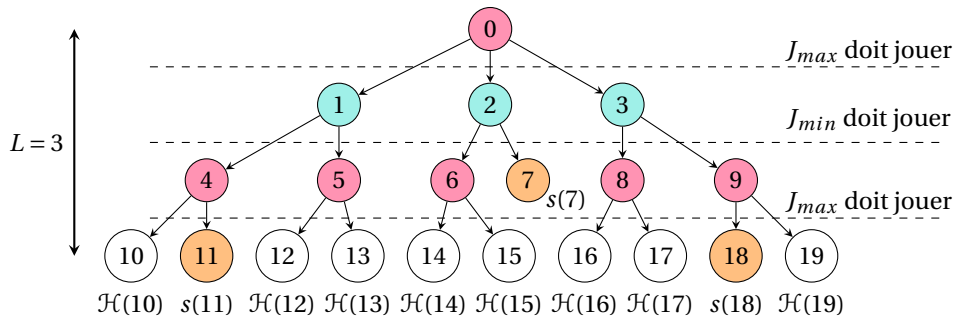 0
J_max doit jouer
1 2 3
L = 3
J_min doit jouer
4 5 6 7 8 9
s(7)
J_max doit jouer
10 11 12 13 14 15 16 17 18 19
ℋ(10) s(11) ℋ(12) ℋ(13) ℋ(14) ℋ(15) ℋ(16) ℋ(17) s(18) ℋ(19)